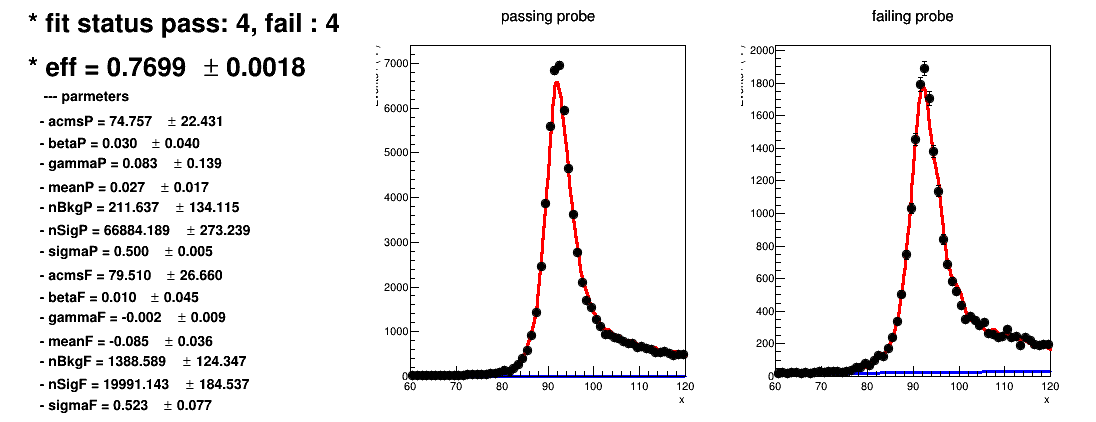 * fit status pass: 4, fail : 4
* eff = 0.7699 ± 0.0018
--- parmeters
- acmsP = 74.757 ± 22.431
- betaP = 0.030 ± 0.040
- gammaP = 0.083 ± 0.139
- meanP = 0.027 ± 0.017
- nBkgP = 211.637 ± 134.115
- nSigP = 66884.189 ± 273.239
- sigmaP = 0.500 ± 0.005
- acmsF = 79.510 ± 26.660
- betaF = 0.010 ± 0.045
- gammaF = -0.002 ± 0.009
- meanF = -0.085 ± 0.036
- nBkgF = 1388.589 ± 124.347
- nSigF = 19991.143 ± 184.537
- sigmaF = 0.523 ± 0.077
passing probe
7000
6000
5000
4000
3000
2000
1000
0
60 70 80 90 100 110 120
x
failing probe
2000
1800
1600
1400
1200
1000
800
600
400
200
0
60 70 80 90 100 110 120
x